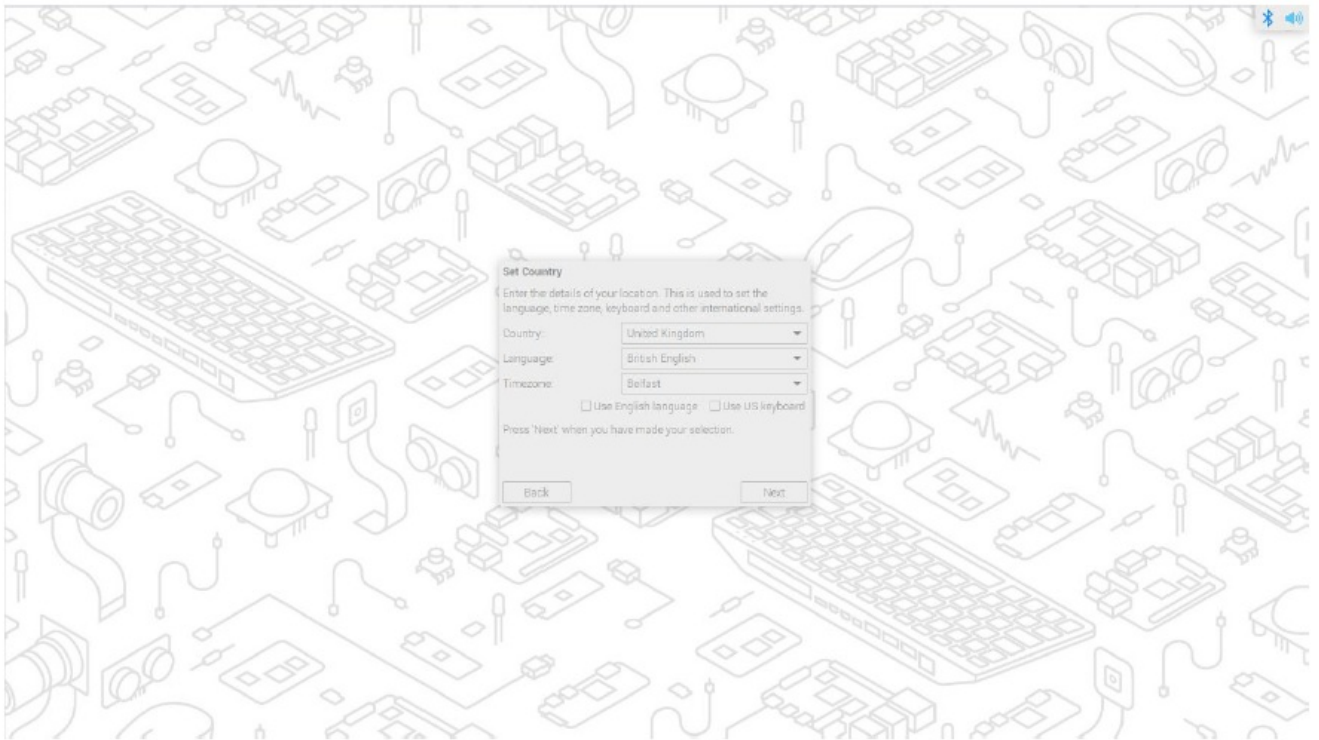 Set Country
Enter the details of your location. This is used to set the
language, time zone, keyboard and other international settings.
Country: United Kingdom
Language: British English
Timezone: Belfast
Use English language Use US keyboard
Press 'Next' when you have made your selection.
Back Next